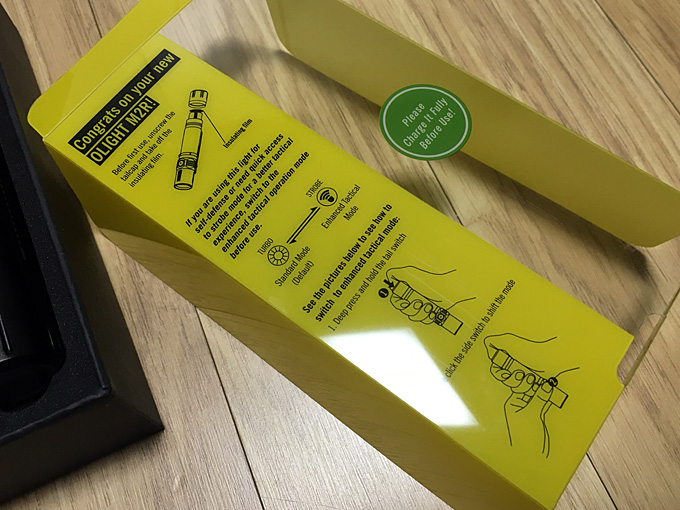 Congrats on your new
OLIGHT M2R!
Before first use, unscrew the
tailcap and take off the
insulating film.
Insulating film
If you are using this light for
self-defense or need quick access
to strobe mode for a better tactical
experience, switch to the
enhanced tactical operation mode
before use.
TURBO
STROBE
Standard Mode
(Default)
Enhanced Tactical
Mode
See the pictures below to see how to
switch to enhanced tactical mode:
1. Deep press and hold the tail switch
click the side switch to shift the mode
Please
Charge It Fully
Before Use!